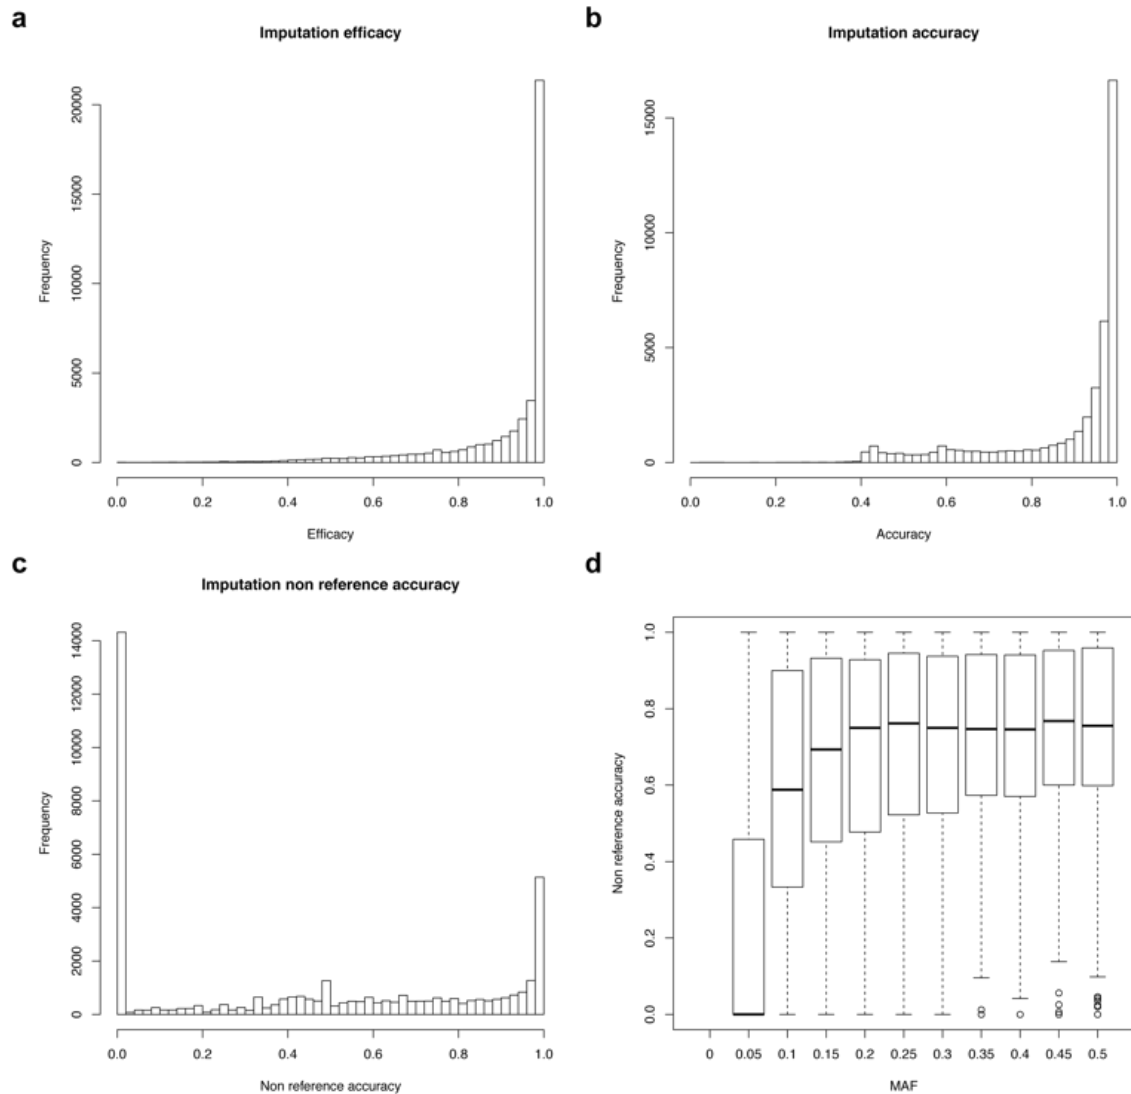 a
Imputation efficacy
Frequency
0
5000
10000
15000
20000
0.0 0.2 0.4 0.6 0.8 1.0
Efficacy
b
Imputation accuracy
Frequency
0
5000
10000
15000
0.0 0.2 0.4 0.6 0.8 1.0
Accuracy
c
Imputation non reference accuracy
Frequency
0
2000
4000
6000
8000
10000
12000
14000
0.0 0.2 0.4 0.6 0.8 1.0
Non reference accuracy
d
Non reference accuracy
0.0
0.2
0.4
0.6
0.8
1.0
0 0.05 0.1 0.15 0.2 0.25 0.3 0.35 0.4 0.45 0.5
MAF